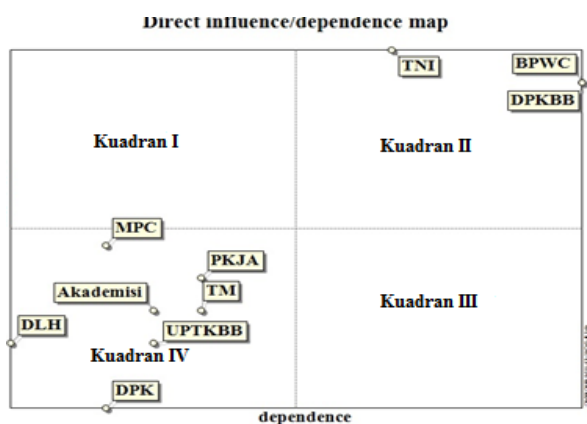 Direct influence/dependence map
TNI
BPWC
DPKBB
Kuadran I
Kuadran II
MPC
PKJA
Akademisi
TM
DLH
UPTKBB
Kuadran IV
Kuadran III
DPK
dependence